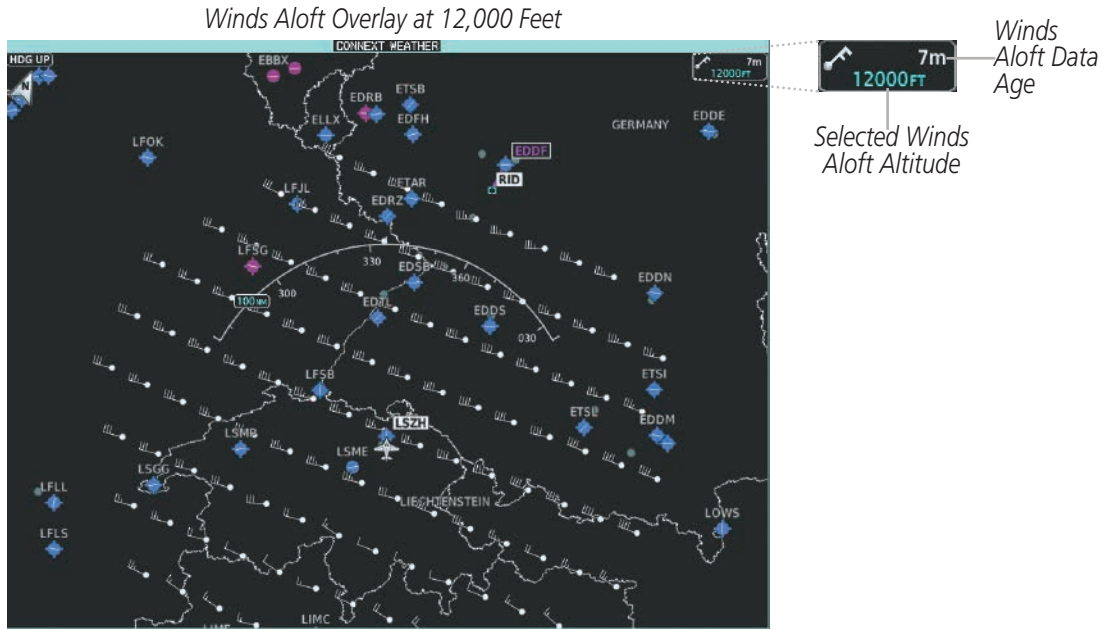 Winds Aloft Overlay at 12,000 Feet
CONNEXT WEATHER
HDG UP
N
7m
12000FT
7m
12000FT
Winds
Aloft Data
Age
Selected Winds
Aloft Altitude
EBBX
EDRB
ETSB
ELLX
EDFH
GERMANY
EDDE
LFOK
EDDF
RID
LFJL
ETAR
EDRZ
LFSG
330
EDSB
360
EDDN
300
100NM
EDTL
EDDS
030
LFSB
ETSI
LSZH
ETSL
EDDM
LSMP
LSME
LSGG
LFLL
LIECHTENSTEIN
LOWS
LFLS
LIMC